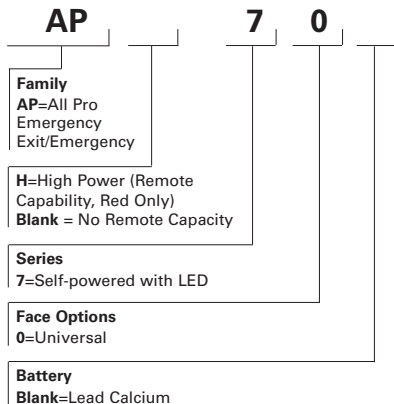 AP 7 0
Family
AP=All Pro
Emergency
Exit/Emergency
H=High Power (Remote
Capability, Red Only)
Blank = No Remote Capacity
Series
7=Self-powered with LED
Face Options
0=Universal
Battery
Blank=Lead Calcium